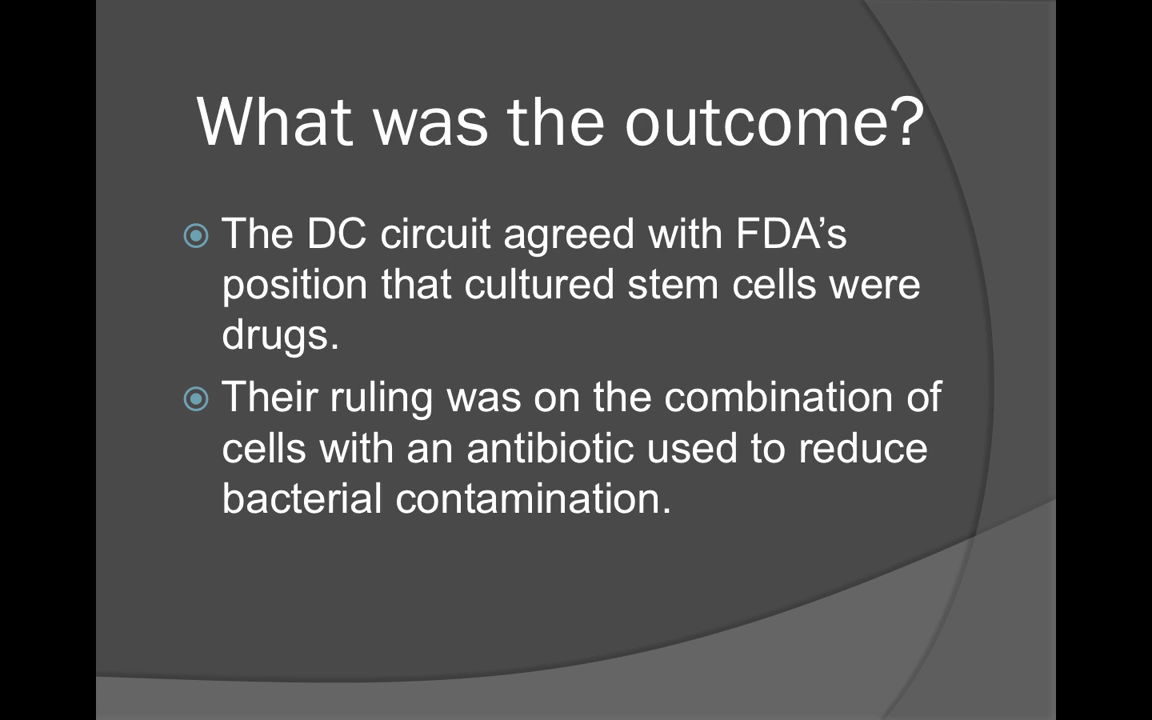 What was the outcome?
The DC circuit agreed with FDA’s
position that cultured stem cells were
drugs.
Their ruling was on the combination of
cells with an antibiotic used to reduce
bacterial contamination.